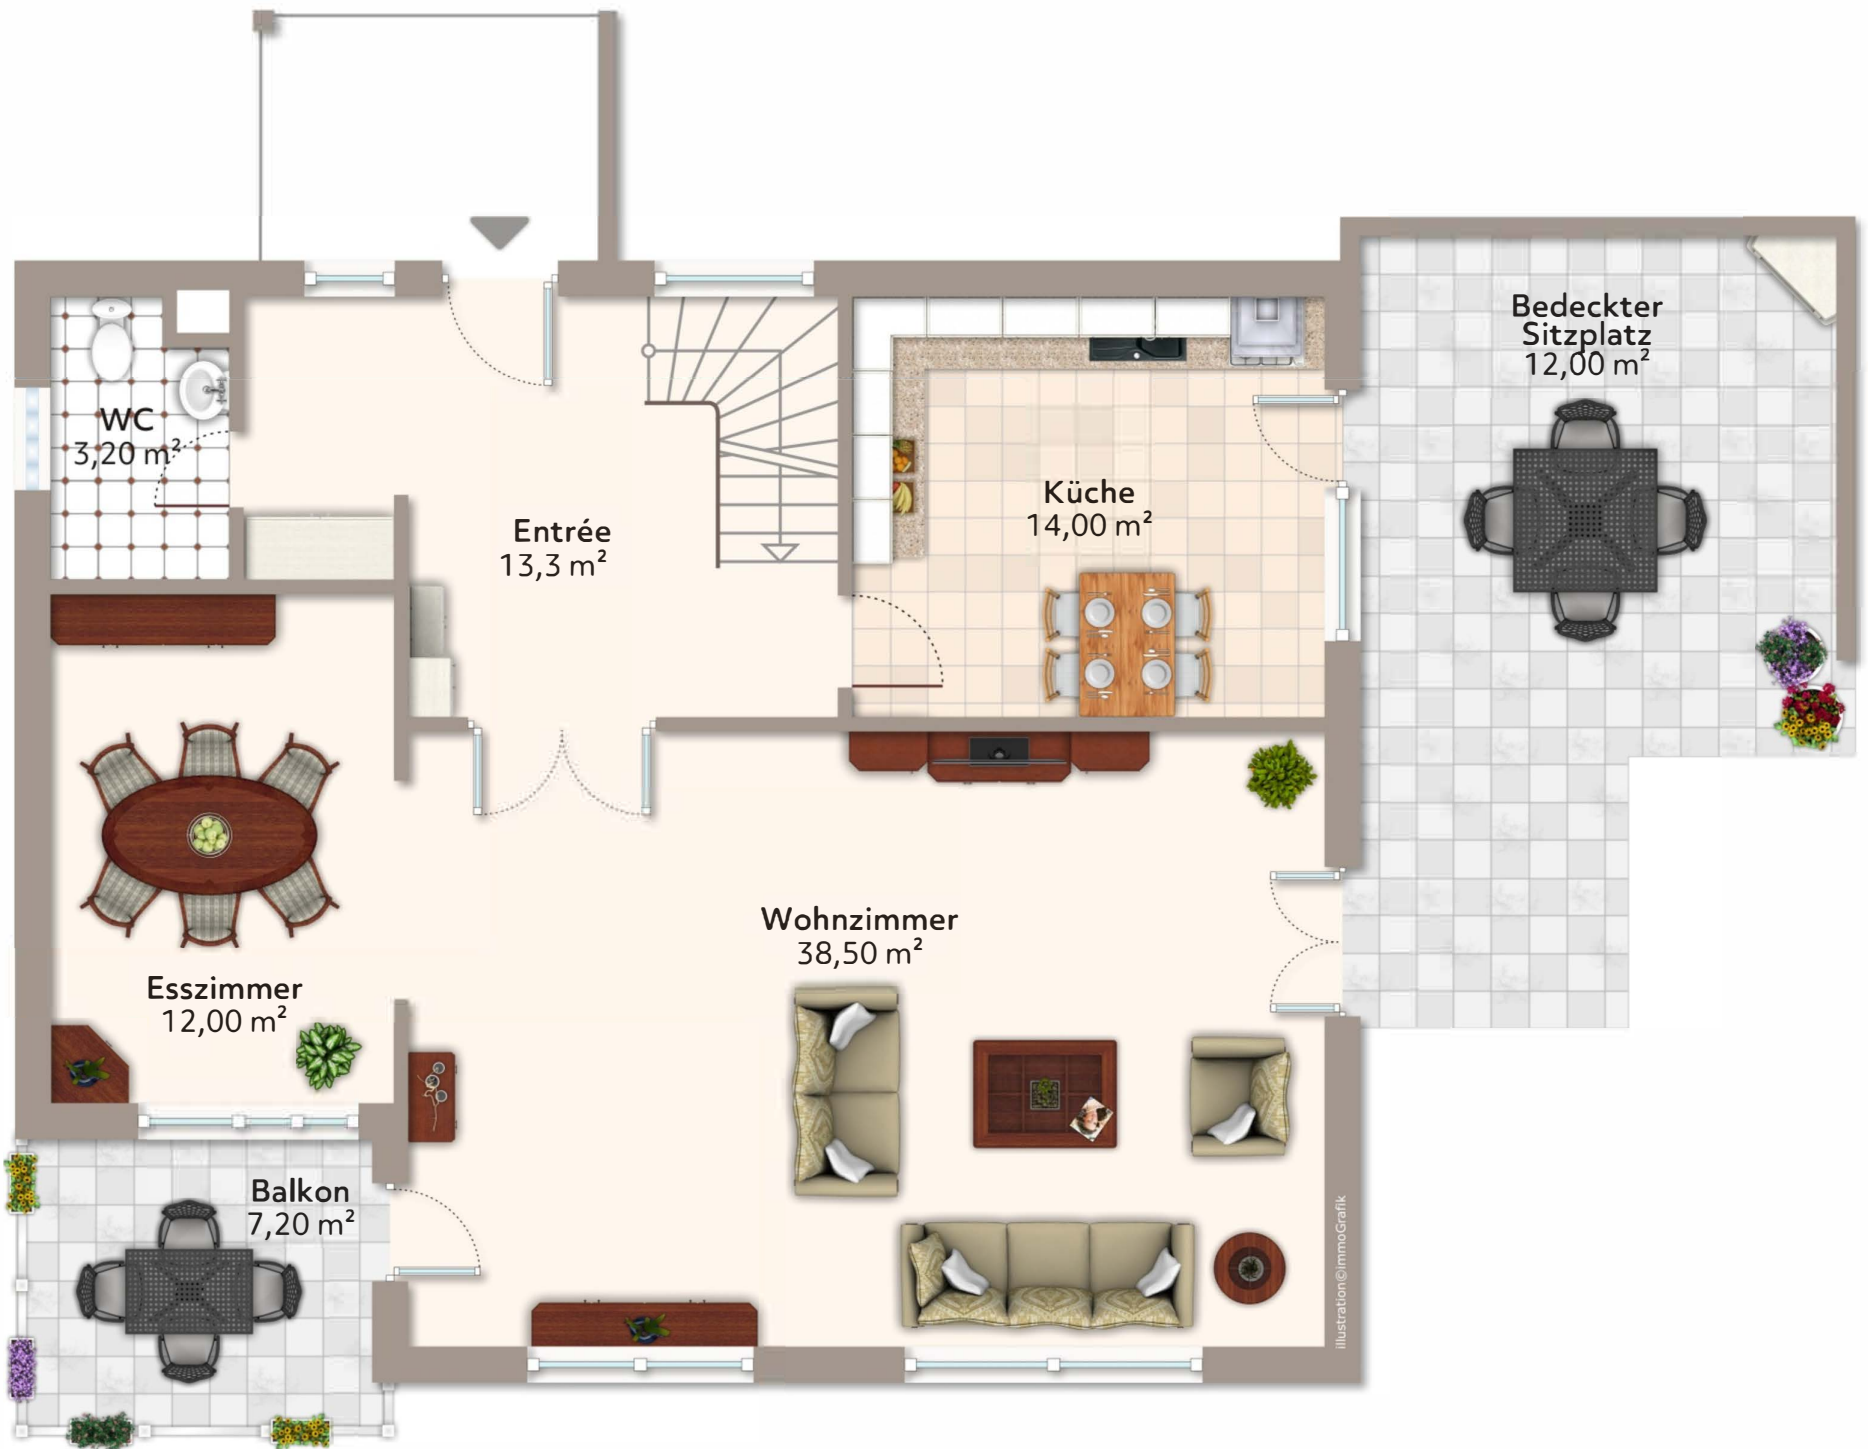 Bedeckter
Sitzplatz
12,00 m²
WC
3,20 m²
Küche
14,00 m²
Entrée
13,3 m²
Wohnzimmer
38,50 m²
Esszimmer
12,00 m²
Balkon
7,20 m²
illustration©immoGrafik